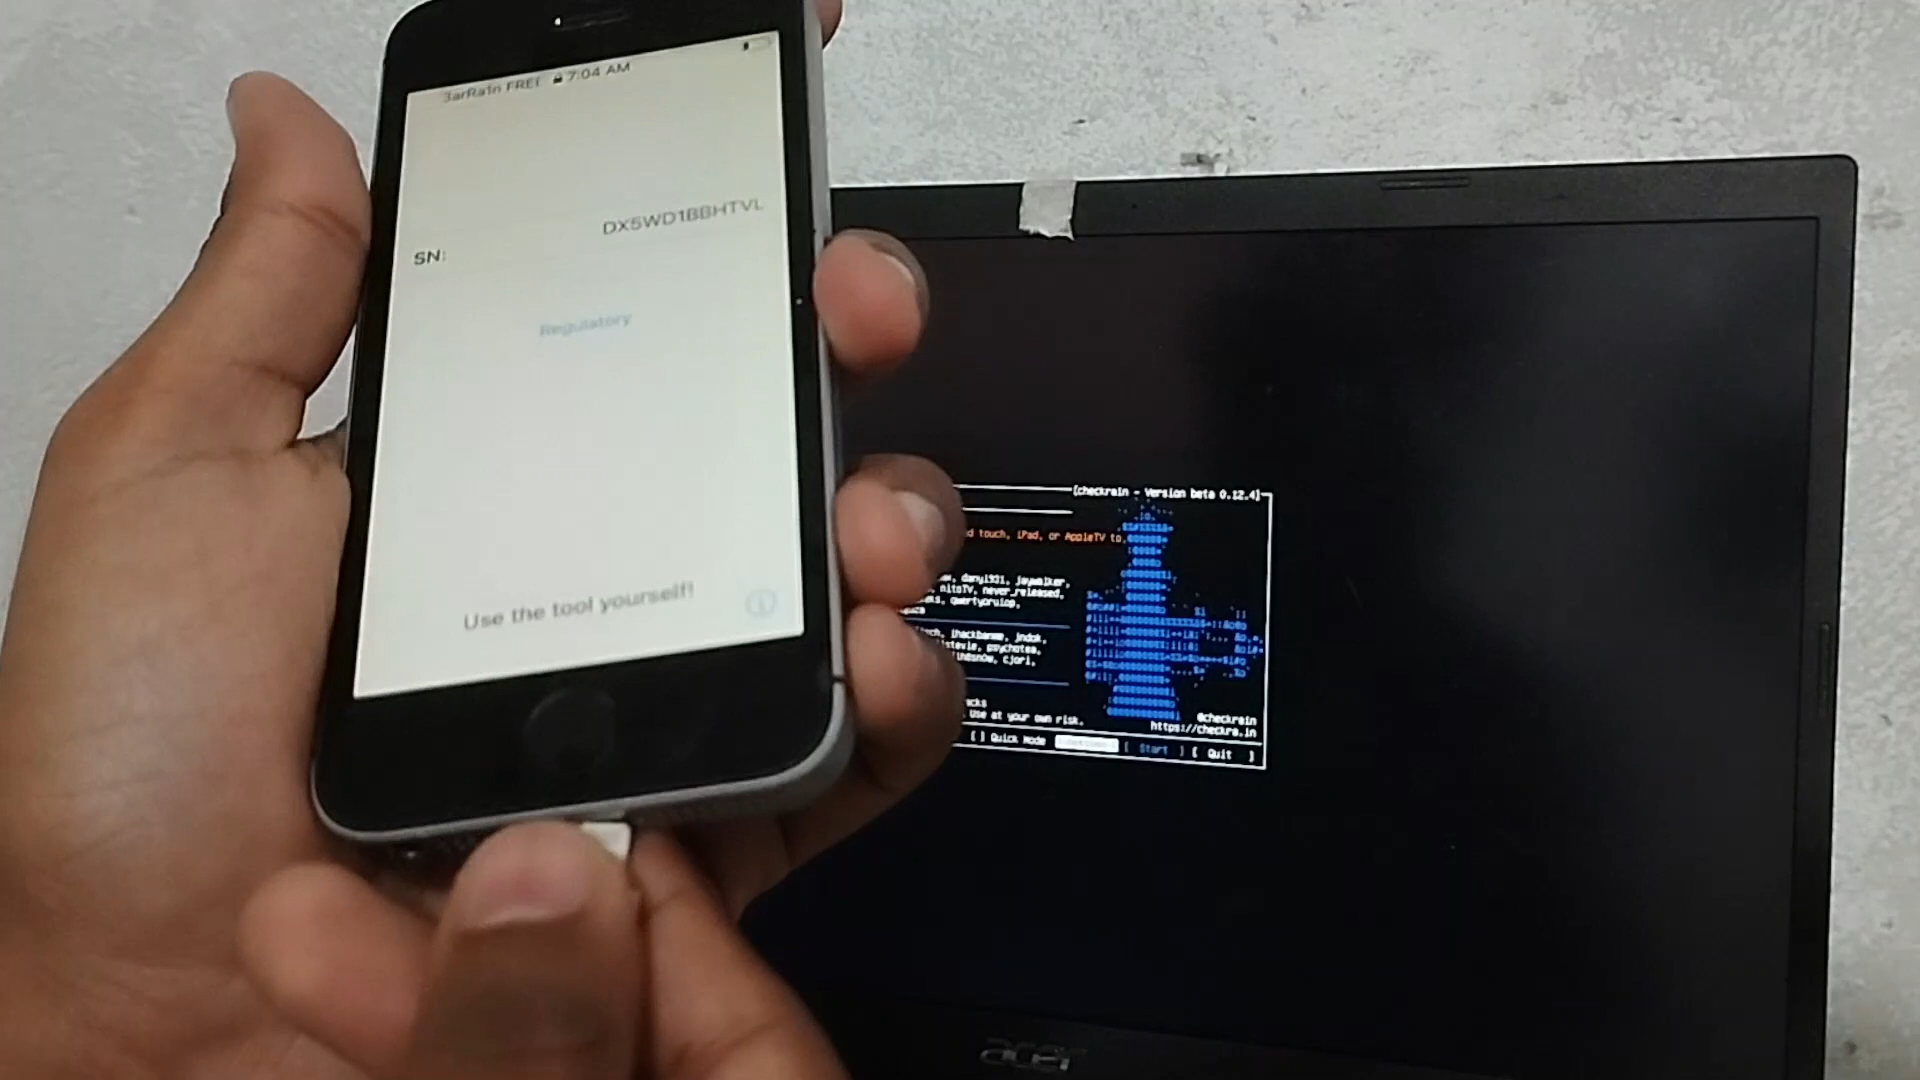 FREE 7:04 AM
DX5WD1BBHTVL
SN:
Regulatory
Use the tool yourself!
[checkra1n - Version beta 0.12.4]
d touch, iPad, or AppleTV to
danyl931, jaywalker,
nitoTV, never_released,
qwertyoruiop,
ihackbanme, jndok,
psychotea,
cjori,
Use at your own risk.
@checkra1n
https://checkra.in
[ ] Quick Mode [ Start ] [ Quit ]
acer